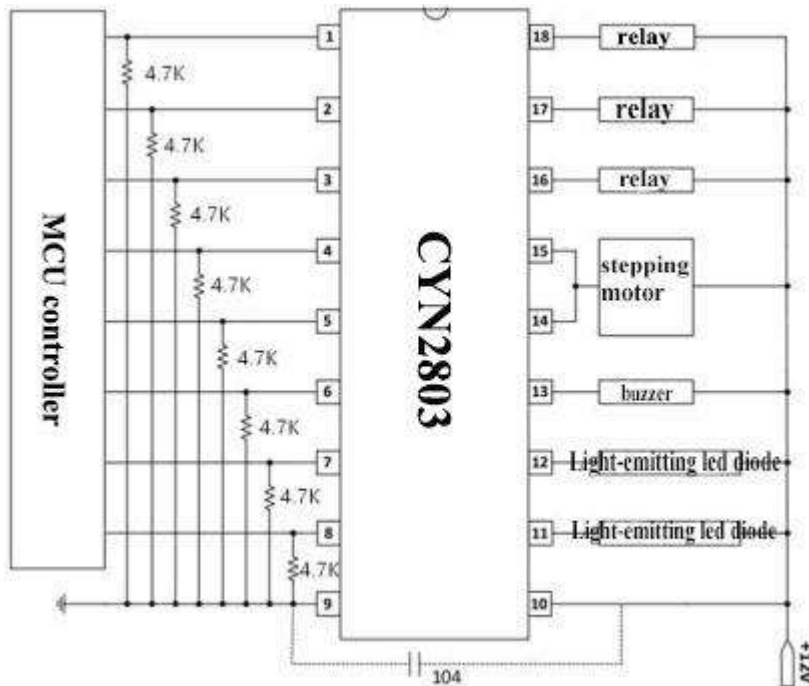 MCU controller
4.7K
4.7K
4.7K
4.7K
4.7K
4.7K
4.7K
4.7K
1
2
3
4
5
6
7
8
9
CYN2803
18
17
16
15
14
13
12
11
10
relay
relay
relay
stepping
motor
buzzer
Light-emitting led diode
Light-emitting led diode
104
+12V